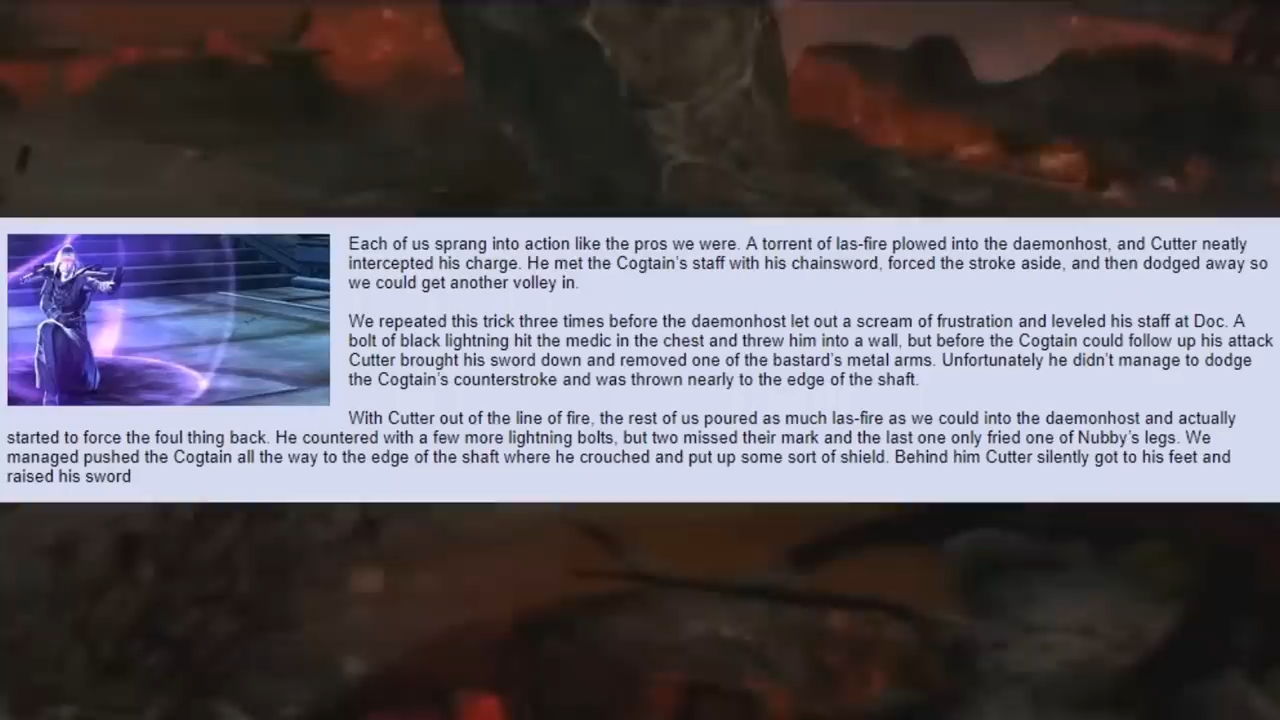 Each of us sprang into action like the pros we were. A torrent of las-fire plowed into the daemonhost, and Cutter neatly
intercepted his charge. He met the Cogtain's staff with his chainsword, forced the stroke aside, and then dodged away so
we could get another volley in.
We repeated this trick three times before the daemonhost let out a scream of frustration and leveled his staff at Doc. A
bolt of black lightning hit the medic in the chest and threw him into a wall, but before the Cogtain could follow up his attack
Cutter brought his sword down and removed one of the bastard's metal arms. Unfortunately he didn't manage to dodge
the Cogtain's counterstroke and was thrown nearly to the edge of the shaft.
With Cutter out of the line of fire, the rest of us poured as much las-fire as we could into the daemonhost and actually
started to force the foul thing back. He countered with a few more lightning bolts, but two missed their mark and the last one only fried one of Nubby's legs. We
managed pushed the Cogtain all the way to the edge of the shaft where he crouched and put up some sort of shield. Behind him Cutter silently got to his feet and
raised his sword